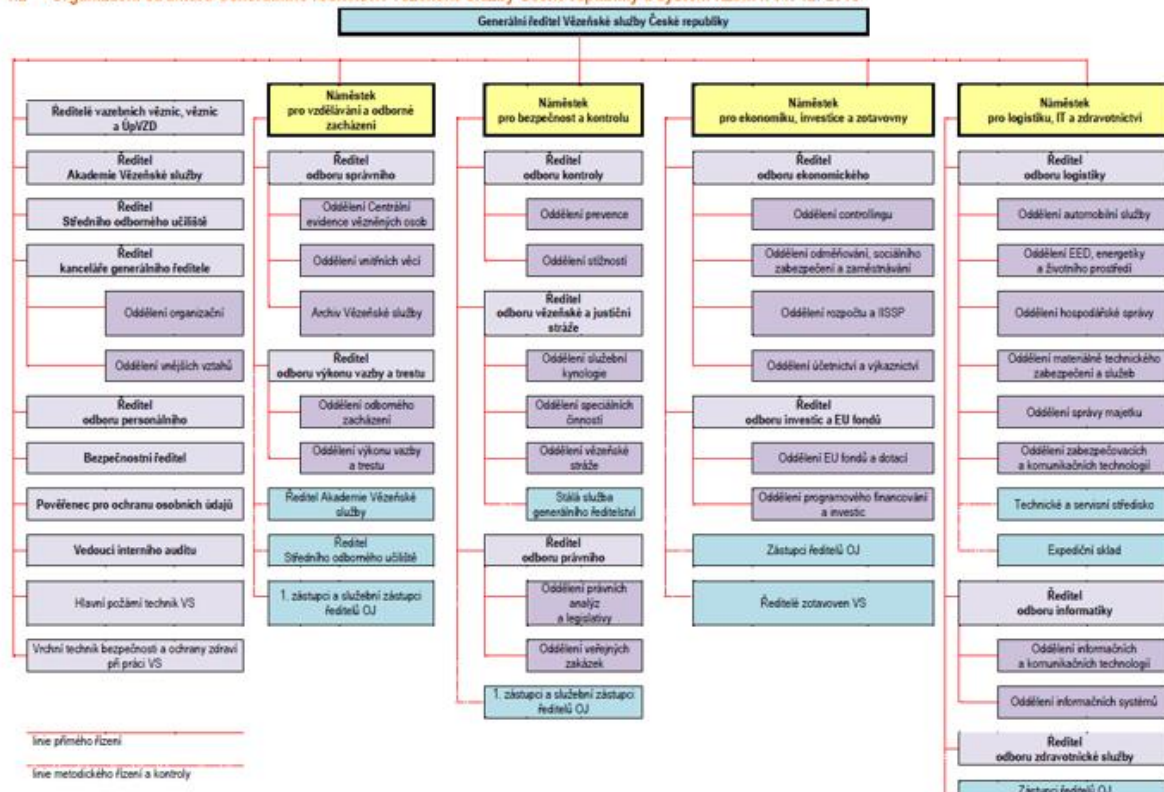 Generální ředitel Vězeňské služby České republiky
Ředitelé vazebních věznic, věznic
a ÚpVZD
Ředitel
Akademie Vězeňské služby
Ředitel
Středního odborného učiliště
Ředitel
kanceláře generálního ředitele
Oddělení organizační
Oddělení vnějších vztahů
Ředitel
odboru personálního
Bezpečnostní ředitel
Pověřenec pro ochranu osobních údajů
Vedoucí interního auditu
Hlavní požární technik VS
Vrchní technik bezpečnosti a ochrany zdraví
při práci VS
linie přímého řízení
linie metodického řízení a kontroly
Náměstek
pro vzdělávání a odborné
zacházení
Ředitel
odboru správního
Oddělení Centrální
evidence vězněných osob
Oddělení vnitřních věcí
Archiv Vězeňské služby
Ředitel
odboru výkonu vazby a trestu
Oddělení odborného
zacházení
Oddělení výkonu vazby
a trestu
Ředitel Akademie Vězeňské
služby
Ředitel
Středního odborného učiliště
1. zástupci a služební zástupci
ředitelů OJ
Náměstek
pro bezpečnost a kontrolu
Ředitel
odboru kontroly
Oddělení prevence
Oddělení stížností
Ředitel
odboru vězeňské a justiční
stráže
Oddělení služební
kynologie
Oddělení speciálních
činností
Oddělení vězeňské
stráže
Stálá služba
generálního ředitelství
Ředitel
odboru právního
Oddělení právních
analýz
a legislativy
Oddělení veřejných
zakázek
1. zástupci a služební zástupci
ředitelů OJ
Náměstek
pro ekonomiku, investice a zotavovny
Ředitel
odboru ekonomického
Oddělení controllingu
Oddělení odměňování, sociálního
zabezpečení a zaměstnávání
Oddělení rozpočtu a IISSP
Oddělení účetnictví a výkaznictví
Ředitel
odboru investic a EU fondů
Oddělení EU fondů a dotací
Oddělení programového financování
a investic
Zástupci ředitelů OJ
Ředitelé zotavoven VS
Náměstek
pro logistiku, IT a zdravotnictví
Ředitel
odboru logistiky
Oddělení automobilní služby
Oddělení EED, energetiky
a životního prostředí
Oddělení hospodářské správy
Oddělení materiálně technického
zabezpečení a služeb
Oddělení správy majetku
Oddělení zabezpečovacích
a komunikačních technologií
Technické a servisní středisko
Expediční sklad
Ředitel
odboru informatiky
Oddělení informačních
a komunikačních technologií
Oddělení informačních systémů
Ředitel
odboru zdravotnické služby
Zástupci ředitelů OJ